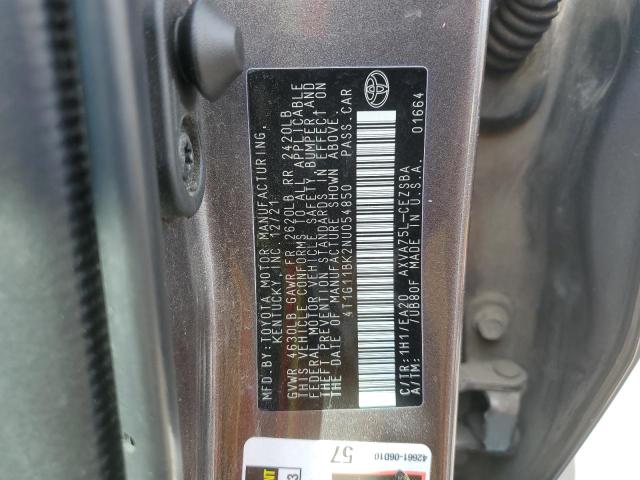 MFD.BY:TOYOTA MOTOR MANUFACTURING,
KENTUCKY,INC. 12/21
GVWR 4630LB GAWR FR 2620LB RR 2420LB
THIS VEHICLE CONFORMS TO ALL APPLICABLE
FEDERAL MOTOR VEHICLE SAFETY, BUMPER, AND
THEFT PREVENTION STANDARDS IN EFFECT ON
THE DATE OF MANUFACTURE SHOWN ABOVE.
4T1G11BK2NU054850 PASS.CAR
C/TR:1H1/EA20 AXVA75L-CEZSBA
A/TM: /UB80F MADE IN U.S.A. 01664
42661-06D10
57